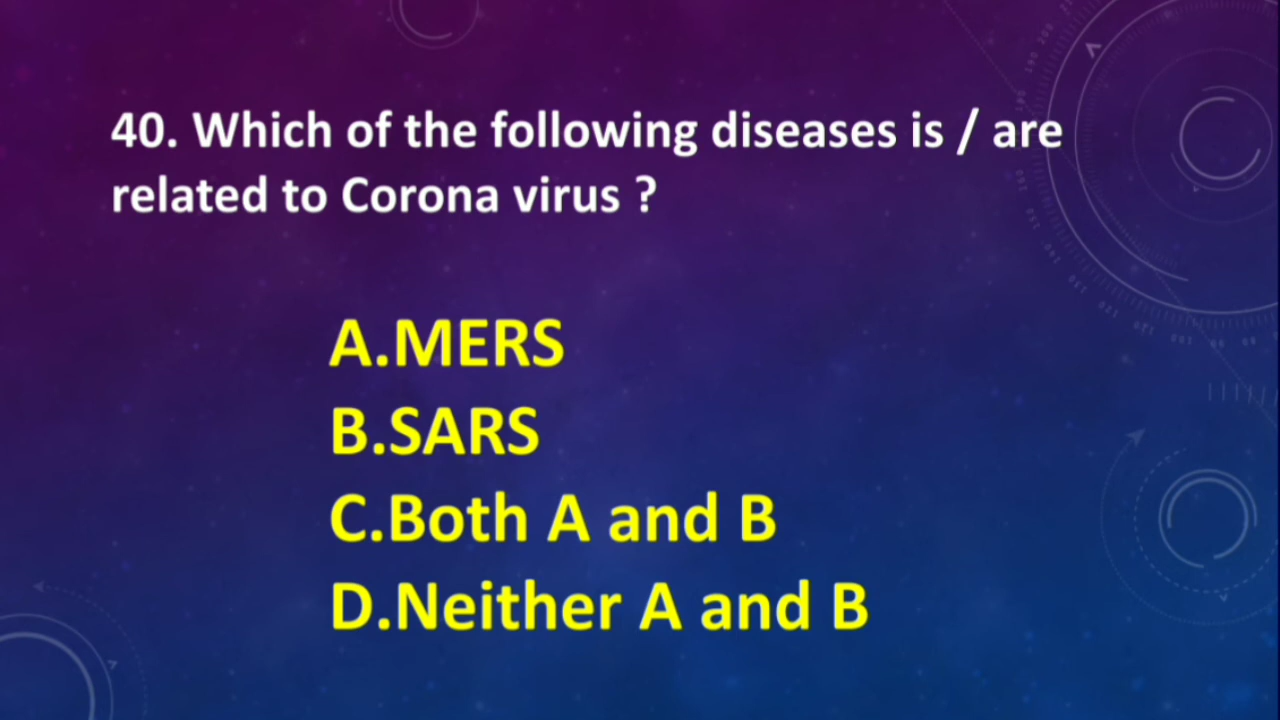 40. Which of the following diseases is / are
related to Corona virus ?
A.MERS
B.SARS
C.Both A and B
D.Neither A and B